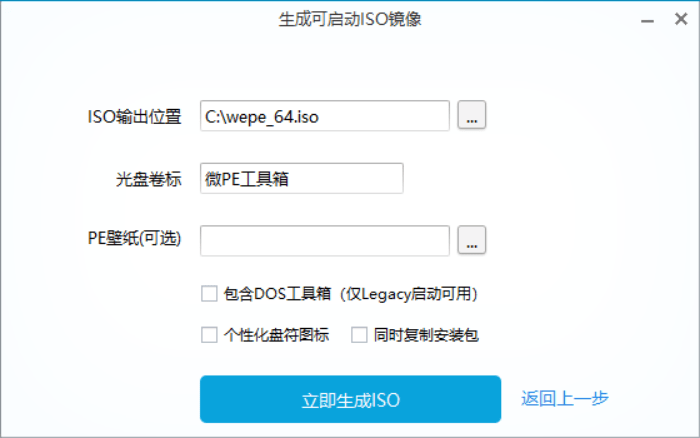 生成可启动ISO镜像
ISO输出位置 C:\wepe_64.iso ...
光盘卷标 微PE工具箱
PE壁纸(可选) ...
包含DOS工具箱（仅Legacy启动可用）
个性化盘符图标 同时复制安装包
立即生成ISO 返回上一步